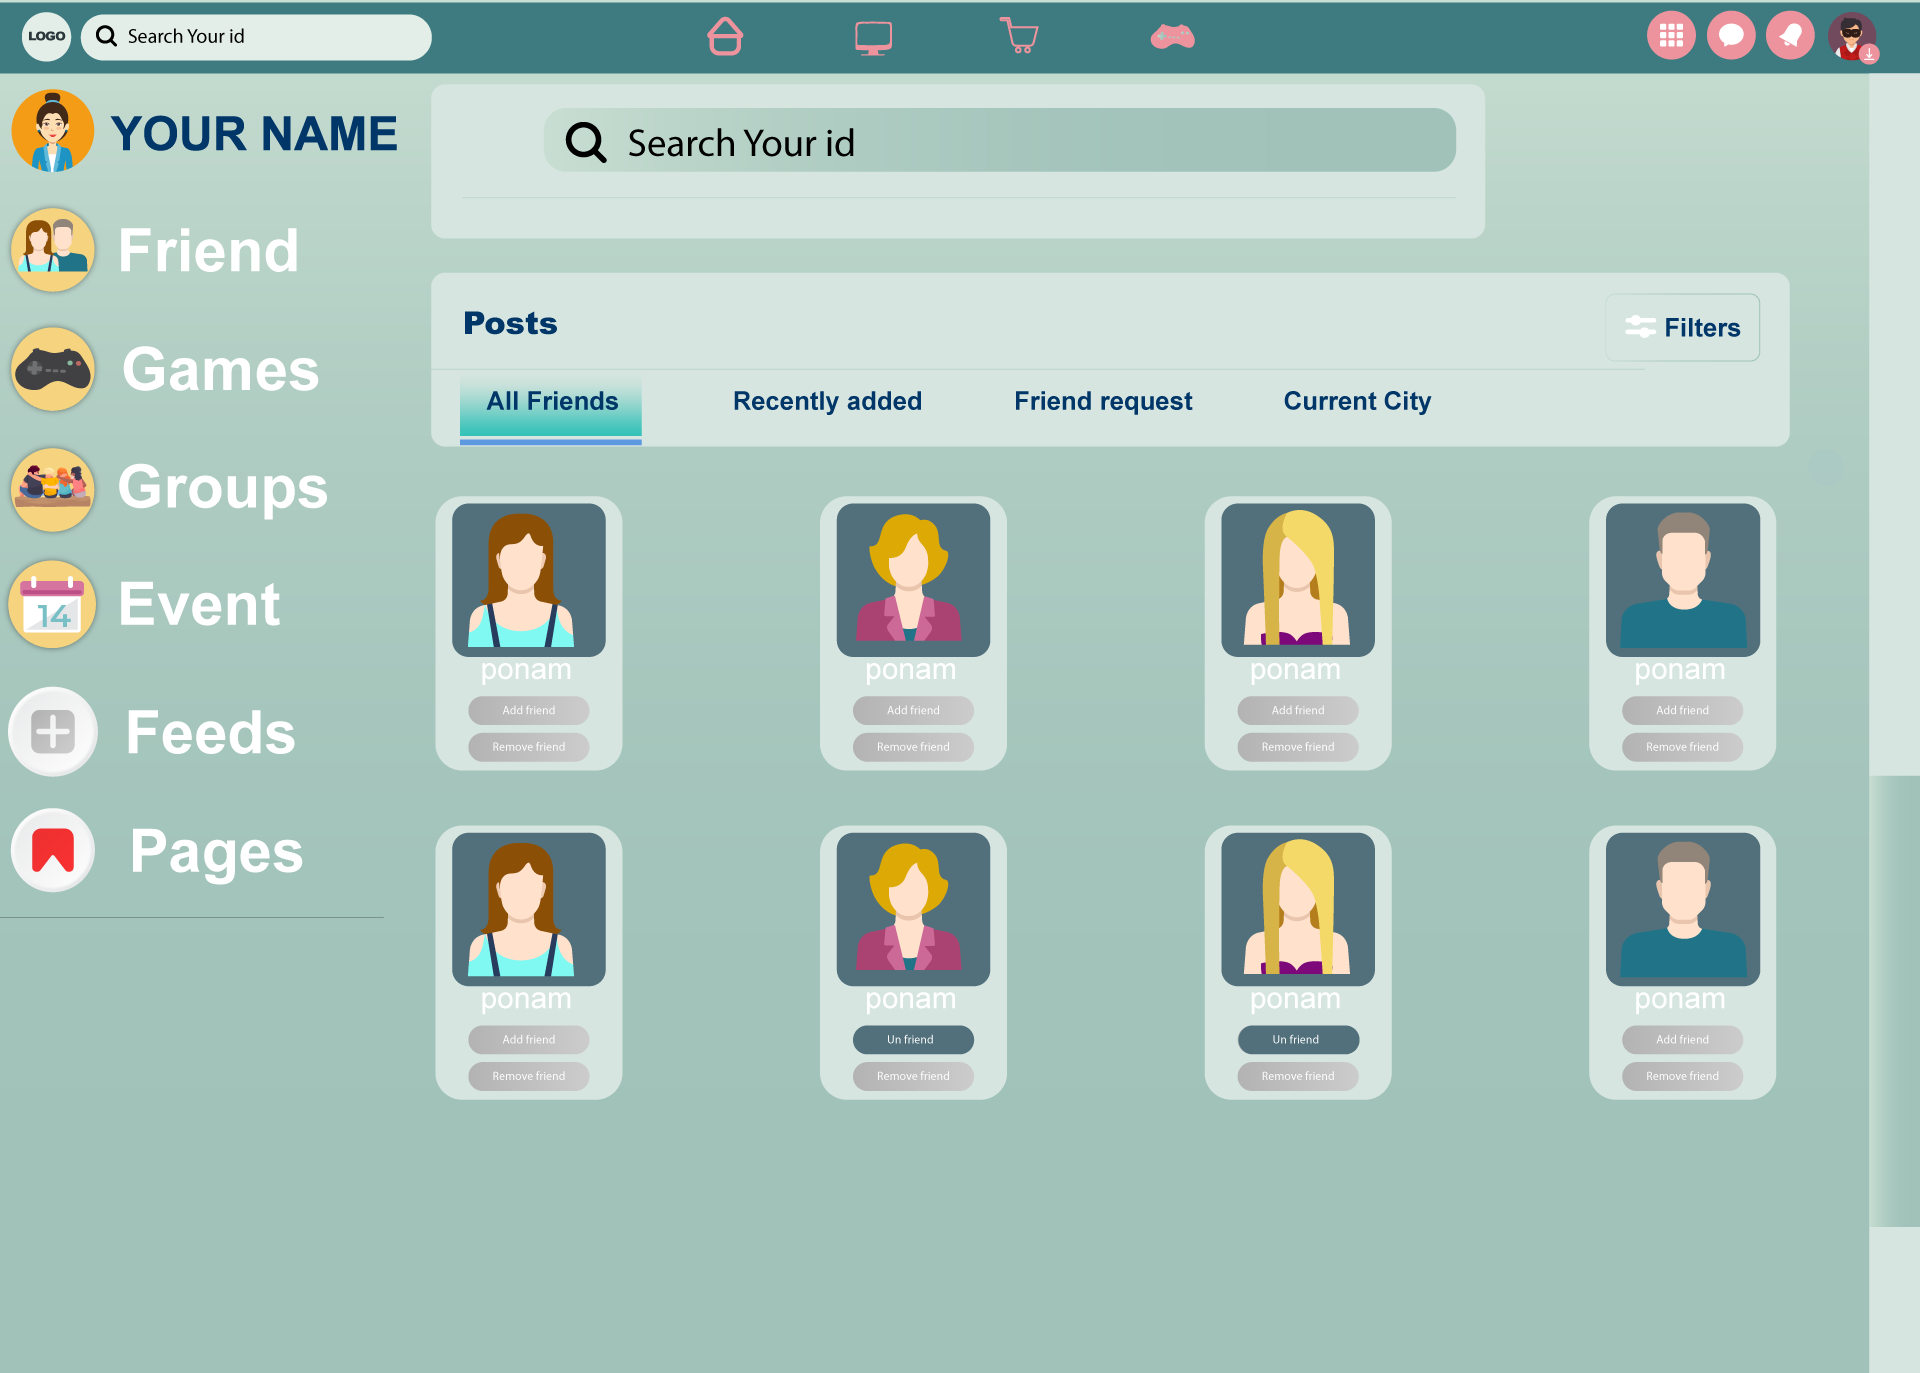 LOGO
Search Your id
YOUR NAME
Search Your id
Friend
Posts
Filters
Games
All Friends
Recently added
Friend request
Current City
Groups
Event
14
ponam
ponam
ponam
ponam
Add friend
Add friend
Add friend
Add friend
Remove friend
Remove friend
Remove friend
Remove friend
Feeds
Pages
ponam
ponam
ponam
ponam
Add friend
Un friend
Un friend
Add friend
Remove friend
Remove friend
Remove friend
Remove friend